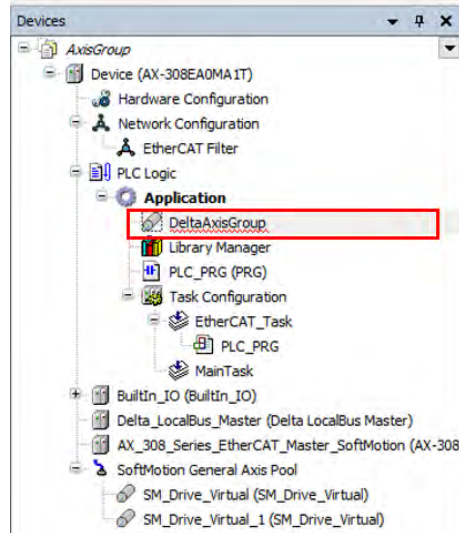 Devices
AxisGroup
Device (AX-308EA0MA1T)
Hardware Configuration
Network Configuration
EtherCAT Filter
PLC Logic
Application
DeltaAxisGroup
Library Manager
PLC_PRG (PRG)
Task Configuration
EtherCAT_Task
PLC_PRG
MainTask
BuiltIn_IO (BuiltIn_IO)
Delta_LocalBus_Master (Delta LocalBus Master)
AX_308_Series_EtherCAT_Master_SoftMotion (AX-308
SoftMotion General Axis Pool
SM_Drive_Virtual (SM_Drive_Virtual)
SM_Drive_Virtual_1 (SM_Drive_Virtual)